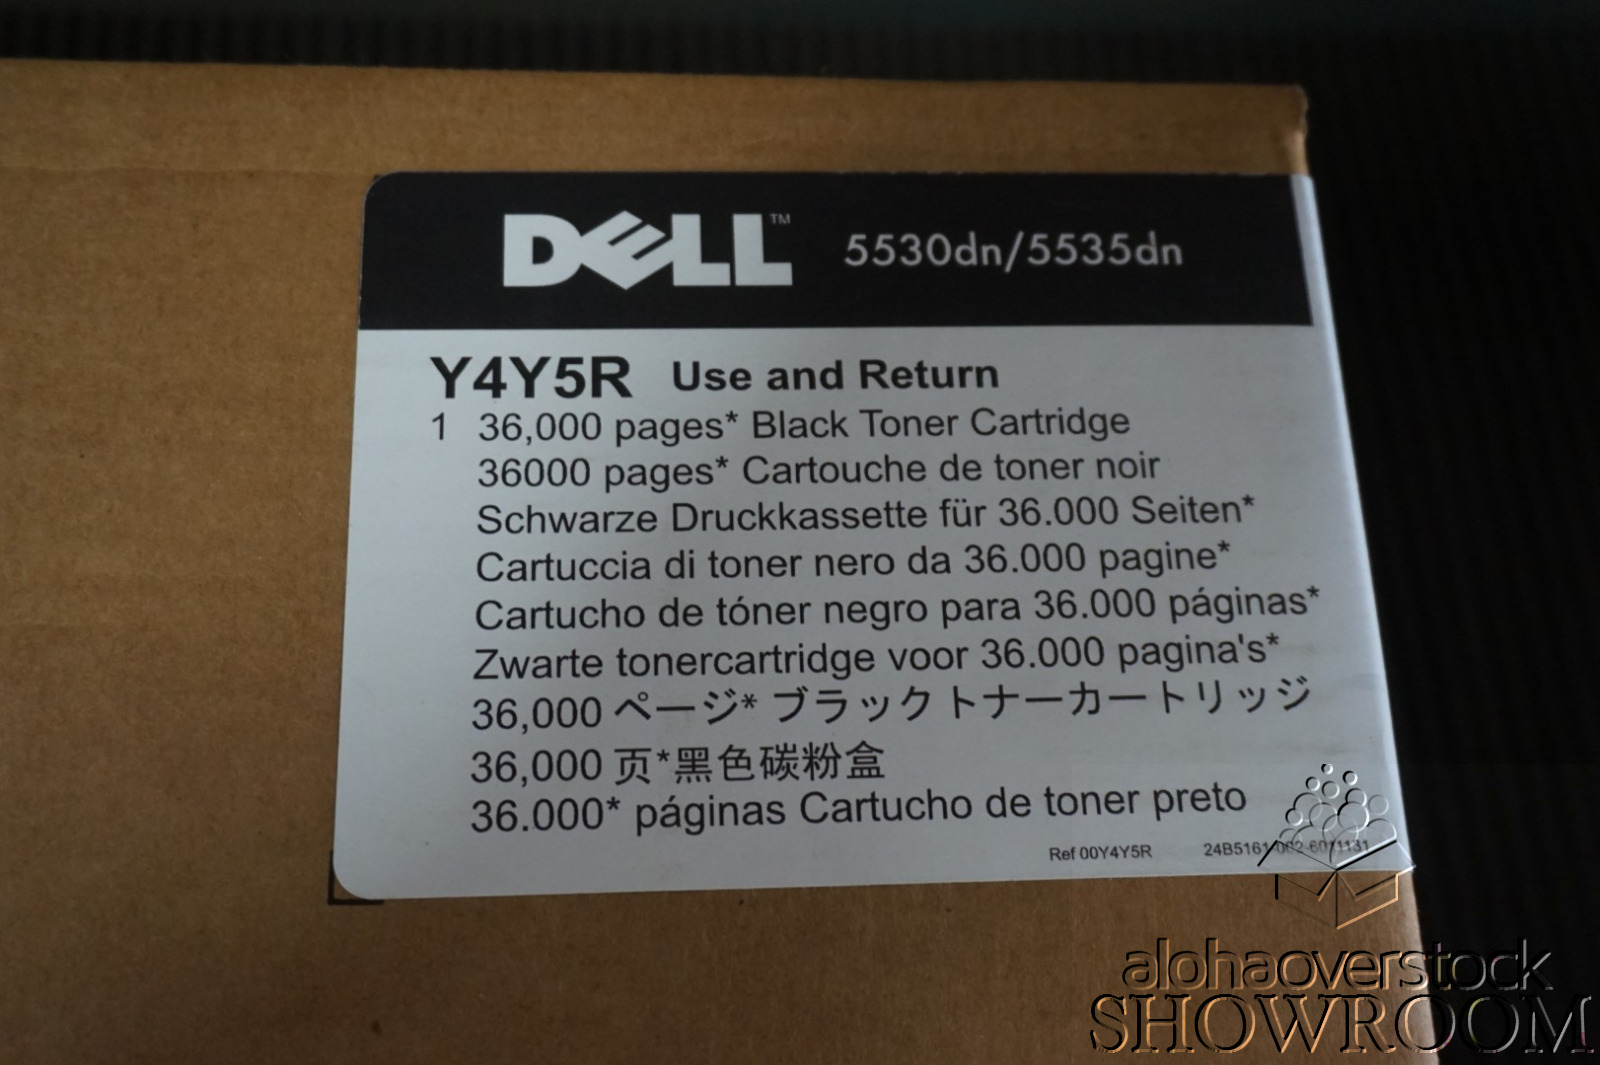 DELL™ 5530dn/5535dn
Y4Y5R Use and Return
1 36,000 pages* Black Toner Cartridge
36000 pages* Cartouche de toner noir
Schwarze Druckkassette für 36.000 Seiten*
Cartuccia di toner nero da 36.000 pagine*
Cartucho de tóner negro para 36.000 páginas*
Zwarte tonercartridge voor 36.000 pagina's*
36,000 ページ* ブラックトナーカートリッジ
36,000 页*黑色碳粉盒
36.000* páginas Cartucho de toner preto
Ref 00Y4Y5R 24B5161-002-6011131
alohaoverstock
SHOWROOM